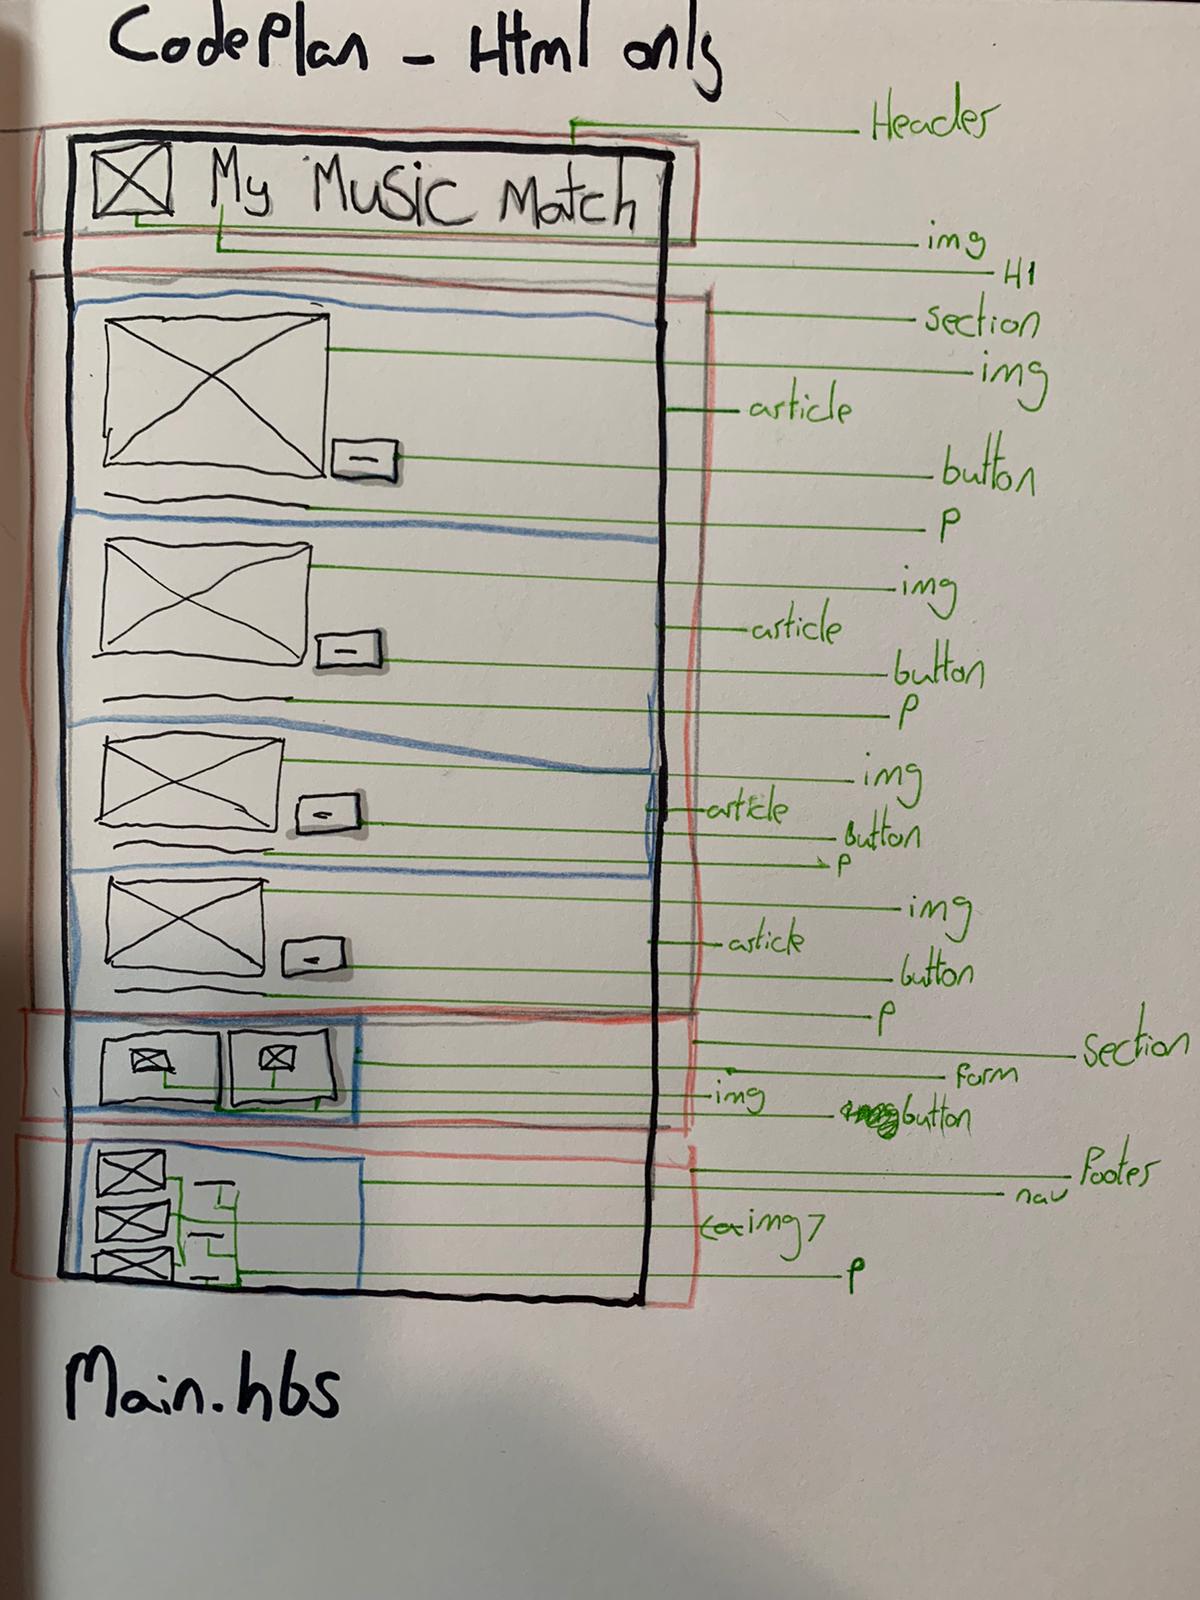 CodePlan - Html only
Header
My Music Match
img
H1
section
img
article
button
p
img
article
button
p
img
article
button
p
img
article
button
p
section
form
img
button
Footer
nav
<a img>
p
Main.hbs